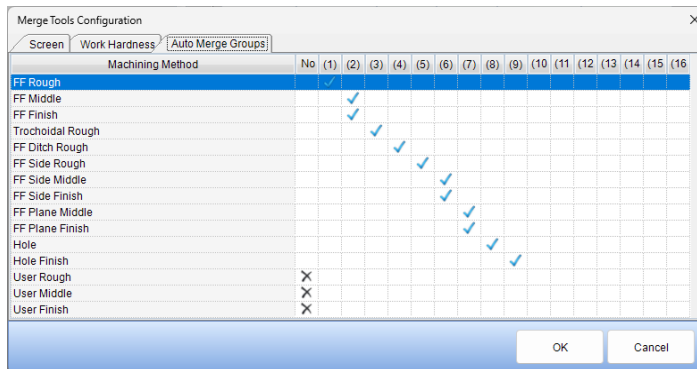 Merge Tools Configuration
Screen Work Hardness Auto Merge Groups
Machining Method No (1) (2) (3) (4) (5) (6) (7) (8) (9) (10 (11 (12 (13 (14 (15 (16
FF Rough
FF Middle
FF Finish
Trochoidal Rough
FF Ditch Rough
FF Side Rough
FF Side Middle
FF Side Finish
FF Plane Middle
FF Plane Finish
Hole
Hole Finish
User Rough
User Middle
User Finish
OK Cancel